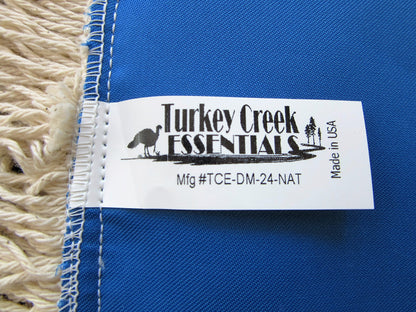 Turkey Creek
ESSENTIALS
Mfg #TCE-DM-24-NAT
Made in USA